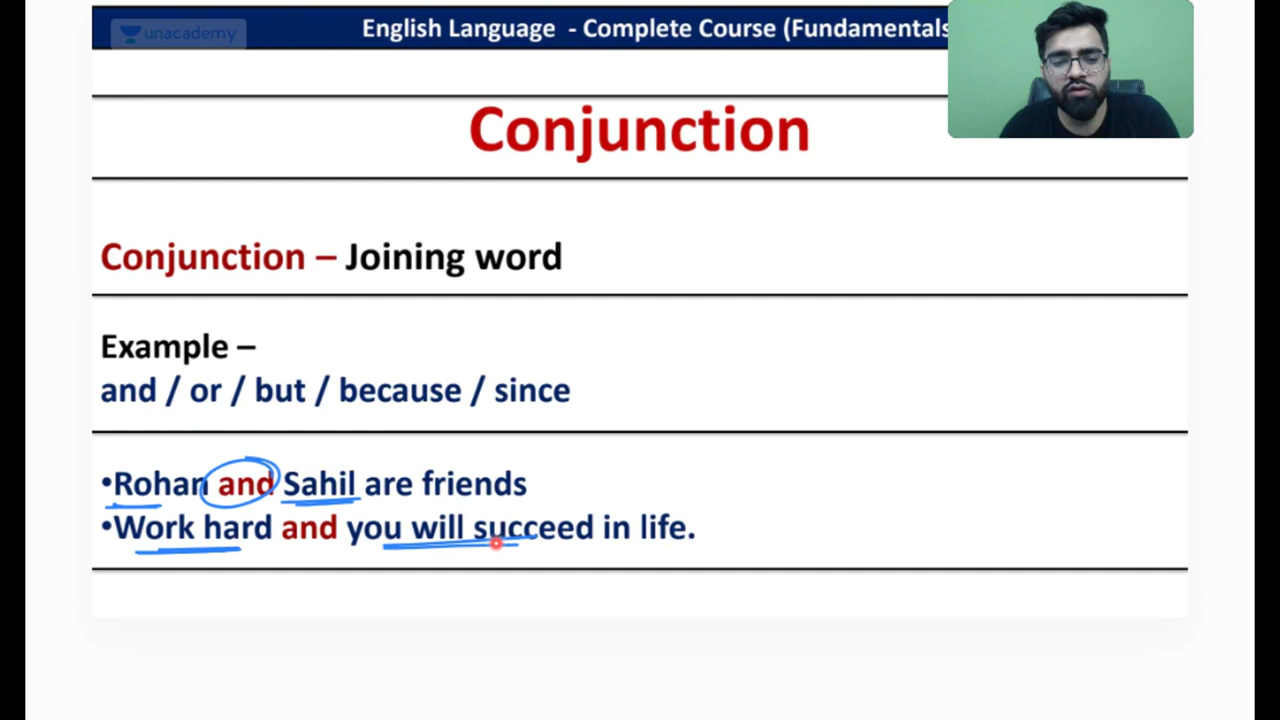 unacademy
English Language - Complete Course (Fundamentals
Conjunction
Conjunction – Joining word
Example –
and / or / but / because / since
•Rohan and Sahil are friends
•Work hard and you will succeed in life.